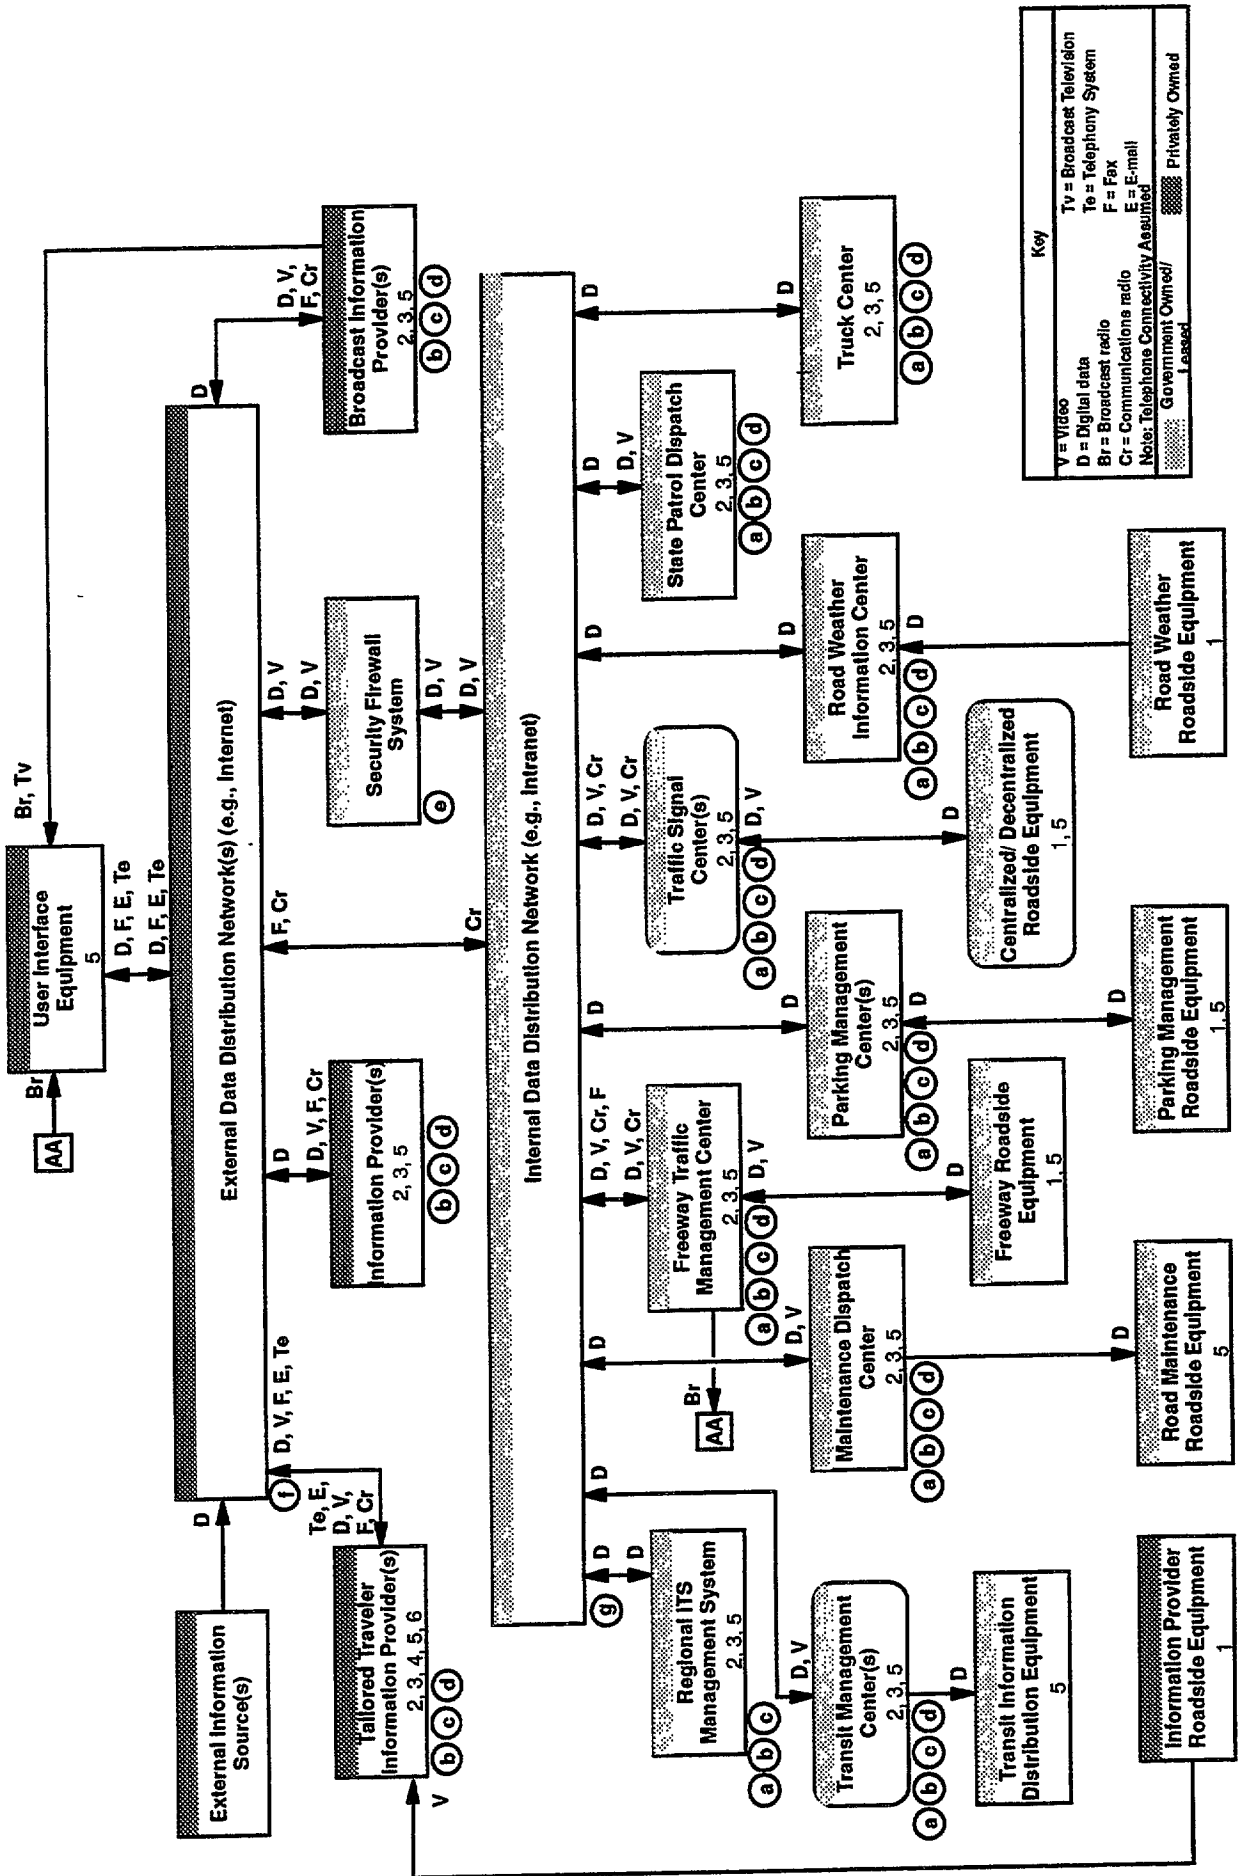 AA
Br
User Interface
Equipment
5
Br, Tv
D, F, E, Te
D, F, E, Te
External Information
Source(s)
D
External Data Distribution Network(s) (e.g., Internet)
D
f
D, V, F, E, Te
Te, E,
D, V,
F, Cr
Tailored Traveler
Information Provider(s)
2, 3, 4, 5, 6
b c d
V
D
D, V, F, Cr
Information Provider(s)
2, 3, 5
b c d
F, Cr
Cr
D, V
D, V
Security Firewall
System
e
D, V
D, V
D, V,
F, Cr
Broadcast Information
Provider(s)
2, 3, 5
b c d
Internal Data Distribution Network (e.g., Intranet)
g
D
D
Regional ITS
Management System
2, 3, 5
a b c
D
D, V
Transit Management
Center(s)
2, 3, 5
a b c d
D
Transit Information
Distribution Equipment
5
Information Provider
Roadside Equipment
1
D
D, V
Maintenance Dispatch
Center
2, 3, 5
a b c d
D
Road Maintenance
Roadside Equipment
5
D, V, Cr, F
D, V, Cr
Freeway Traffic
Management Center
2, 3, 5
a b c d
Br
AA
D, V
D
Freeway Roadside
Equipment
1, 5
D
D
Parking Management
Center(s)
2, 3, 5
a b c d
D
D
Parking Management
Roadside Equipment
1, 5
D, V, Cr
D, V, Cr
Traffic Signal
Center(s)
2, 3, 5
a b c d
D, V
D
Centralized/ Decentralized
Roadside Equipment
1, 5
D
D
Road Weather
Information Center
2, 3, 5
a b c d
D
Road Weather
Roadside Equipment
1
D
D, V
State Patrol Dispatch
Center
2, 3, 5
a b c d
D
D
Truck Center
2, 3, 5
a b c d
Key
V = Video
D = Digital data
Br = Broadcast radio
Cr = Communications radio
Tv = Broadcast Television
Te = Telephony System
F = Fax
E = E-mail
Note: Telephone Connectivity Assumed
Government Owned/
Leased
Privately Owned